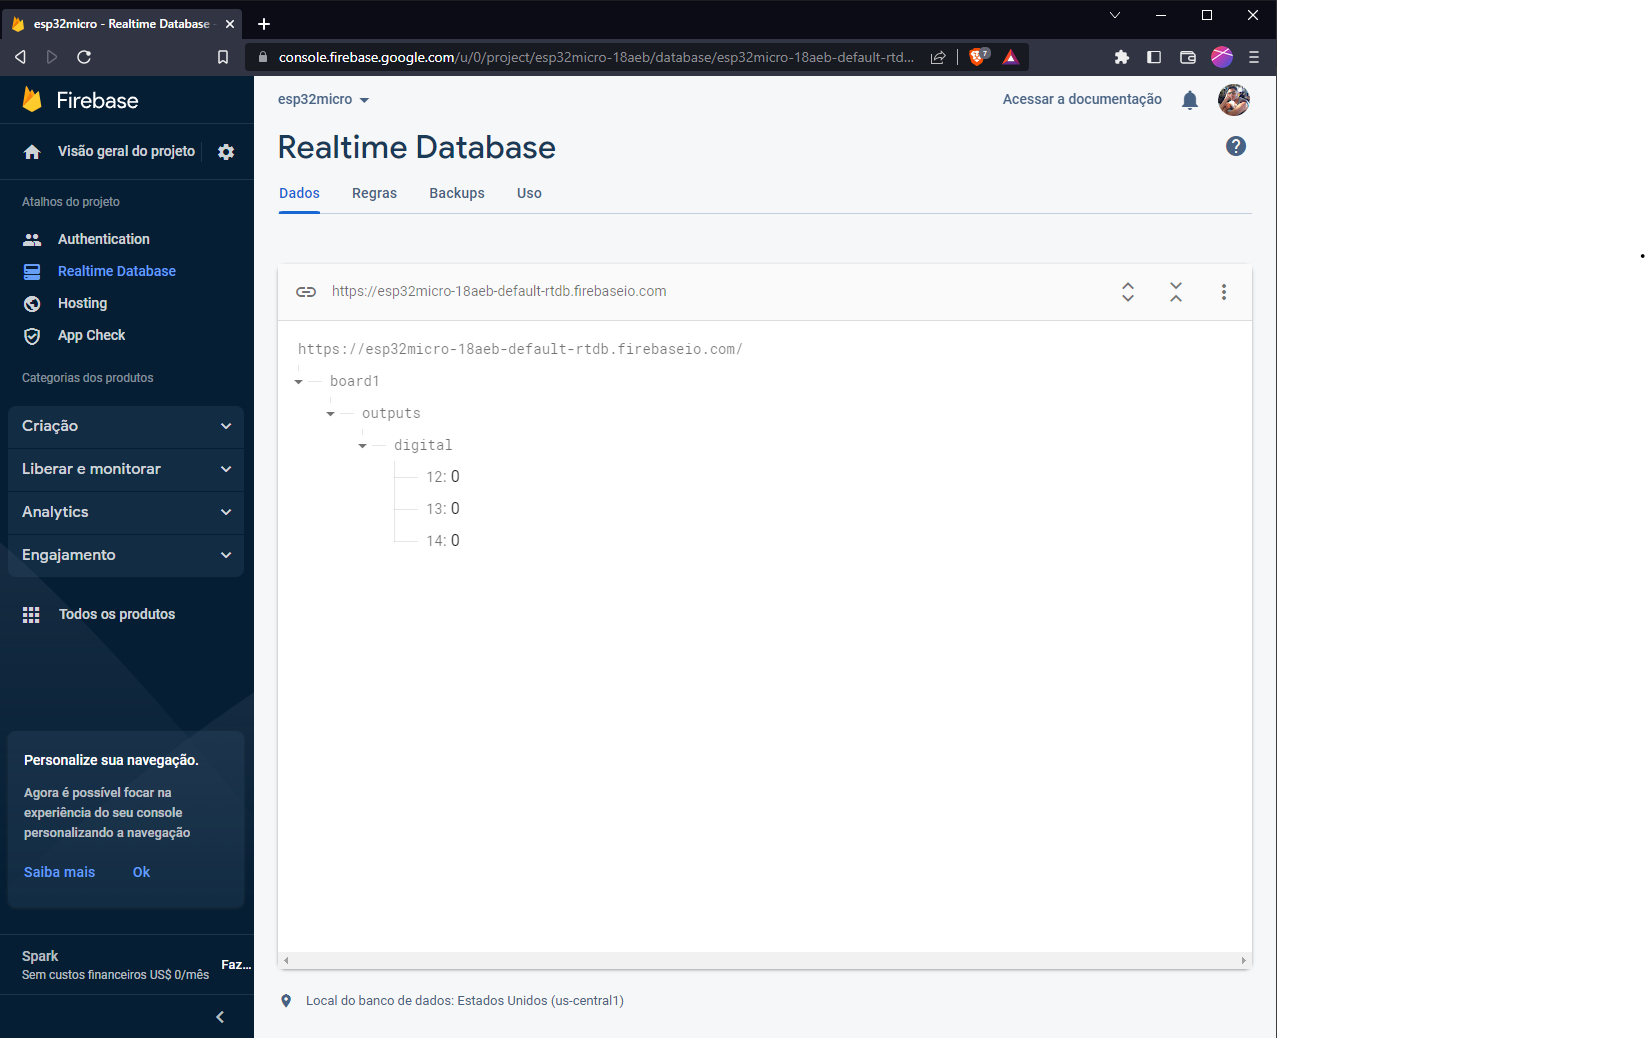 esp32micro - Realtime Database
console.firebase.google.com/u/0/project/esp32micro-18aeb/database/esp32micro-18aeb-default-rtd...
7
Firebase
Visão geral do projeto
Atalhos do projeto
Authentication
Realtime Database
Hosting
App Check
Categorias dos produtos
Criação
Liberar e monitorar
Analytics
Engajamento
Todos os produtos
Personalize sua navegação.
Agora é possível focar na
experiência do seu console
personalizando a navegação
Saiba mais Ok
Spark
Sem custos financeiros US$ 0/mês
Faz...
esp32micro
Acessar a documentação
Realtime Database
Dados Regras Backups Uso
https://esp32micro-18aeb-default-rtdb.firebaseio.com
https://esp32micro-18aeb-default-rtdb.firebaseio.com/
board1
outputs
digital
12: 0
13: 0
14: 0
Local do banco de dados: Estados Unidos (us-central1)